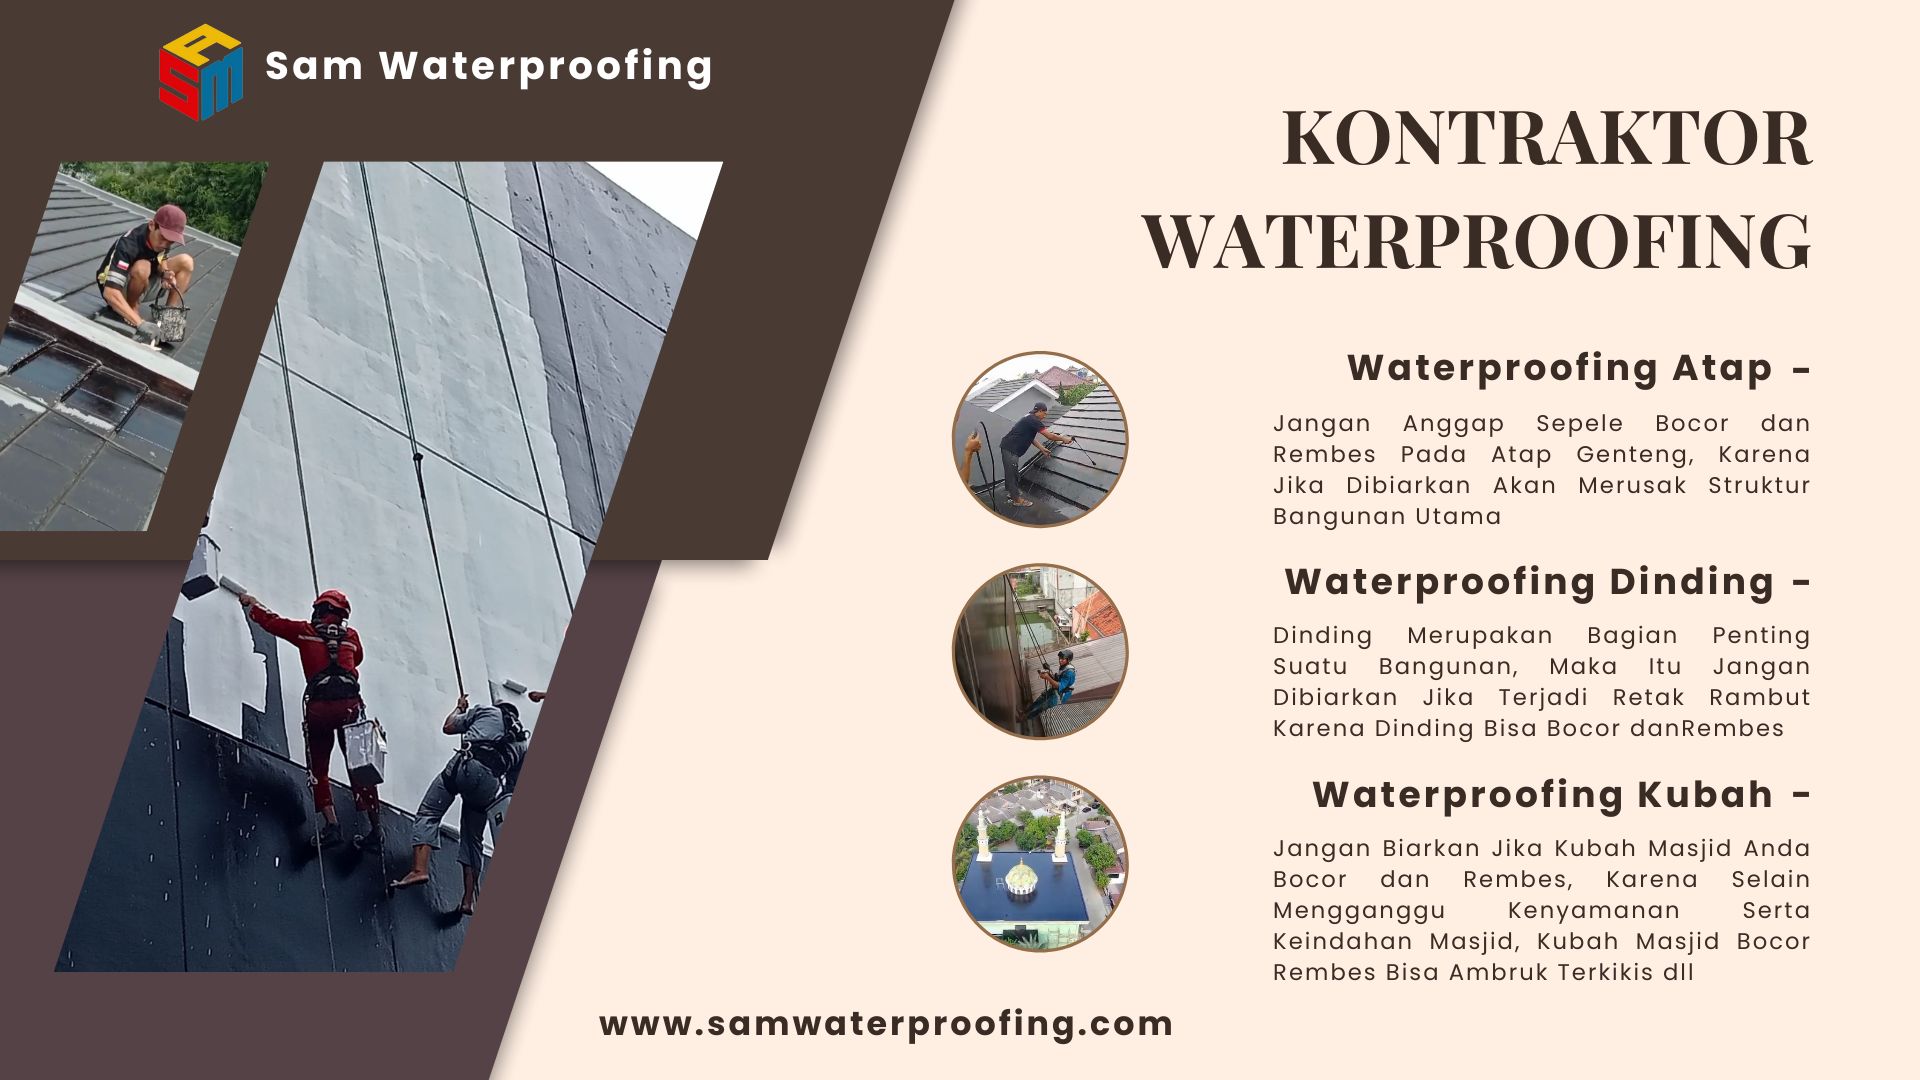 SAM
Sam Waterproofing
KONTRAKTOR
WATERPROOFING
Waterproofing Atap -
Jangan Anggap Sepele Bocor dan
Rembes Pada Atap Genteng, Karena
Jika Dibiarkan Akan Merusak Struktur
Bangunan Utama
Waterproofing Dinding -
Dinding Merupakan Bagian Penting
Suatu Bangunan, Maka Itu Jangan
Dibiarkan Jika Terjadi Retak Rambut
Karena Dinding Bisa Bocor danRembes
Waterproofing Kubah -
Jangan Biarkan Jika Kubah Masjid Anda
Bocor dan Rembes, Karena Selain
Mengganggu Kenyamanan Serta
Keindahan Masjid, Kubah Masjid Bocor
Rembes Bisa Ambruk Terkikis dll
www.samwaterproofing.com